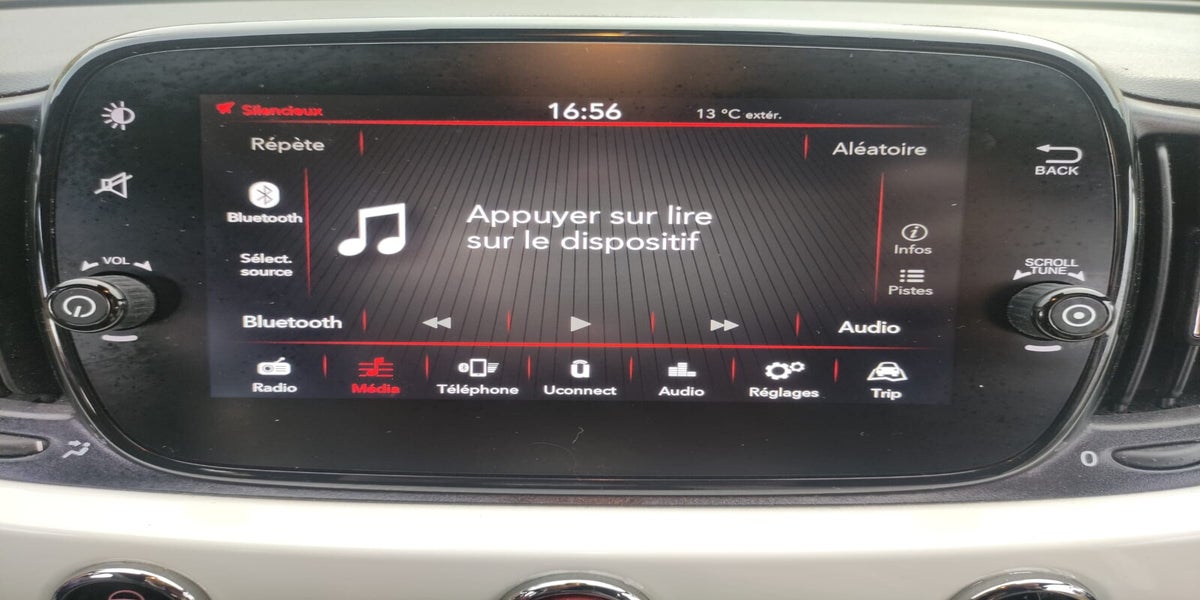 Silencieux 16:56 13 °C extér.
Répète Aléatoire
BACK
Bluetooth
Appuyer sur lire
sur le dispositif
Infos
Sélect.
source
VOL
SCROLL
TUNE
Pistes
Bluetooth Audio
Radio Média Téléphone Uconnect Audio Réglages Trip
0